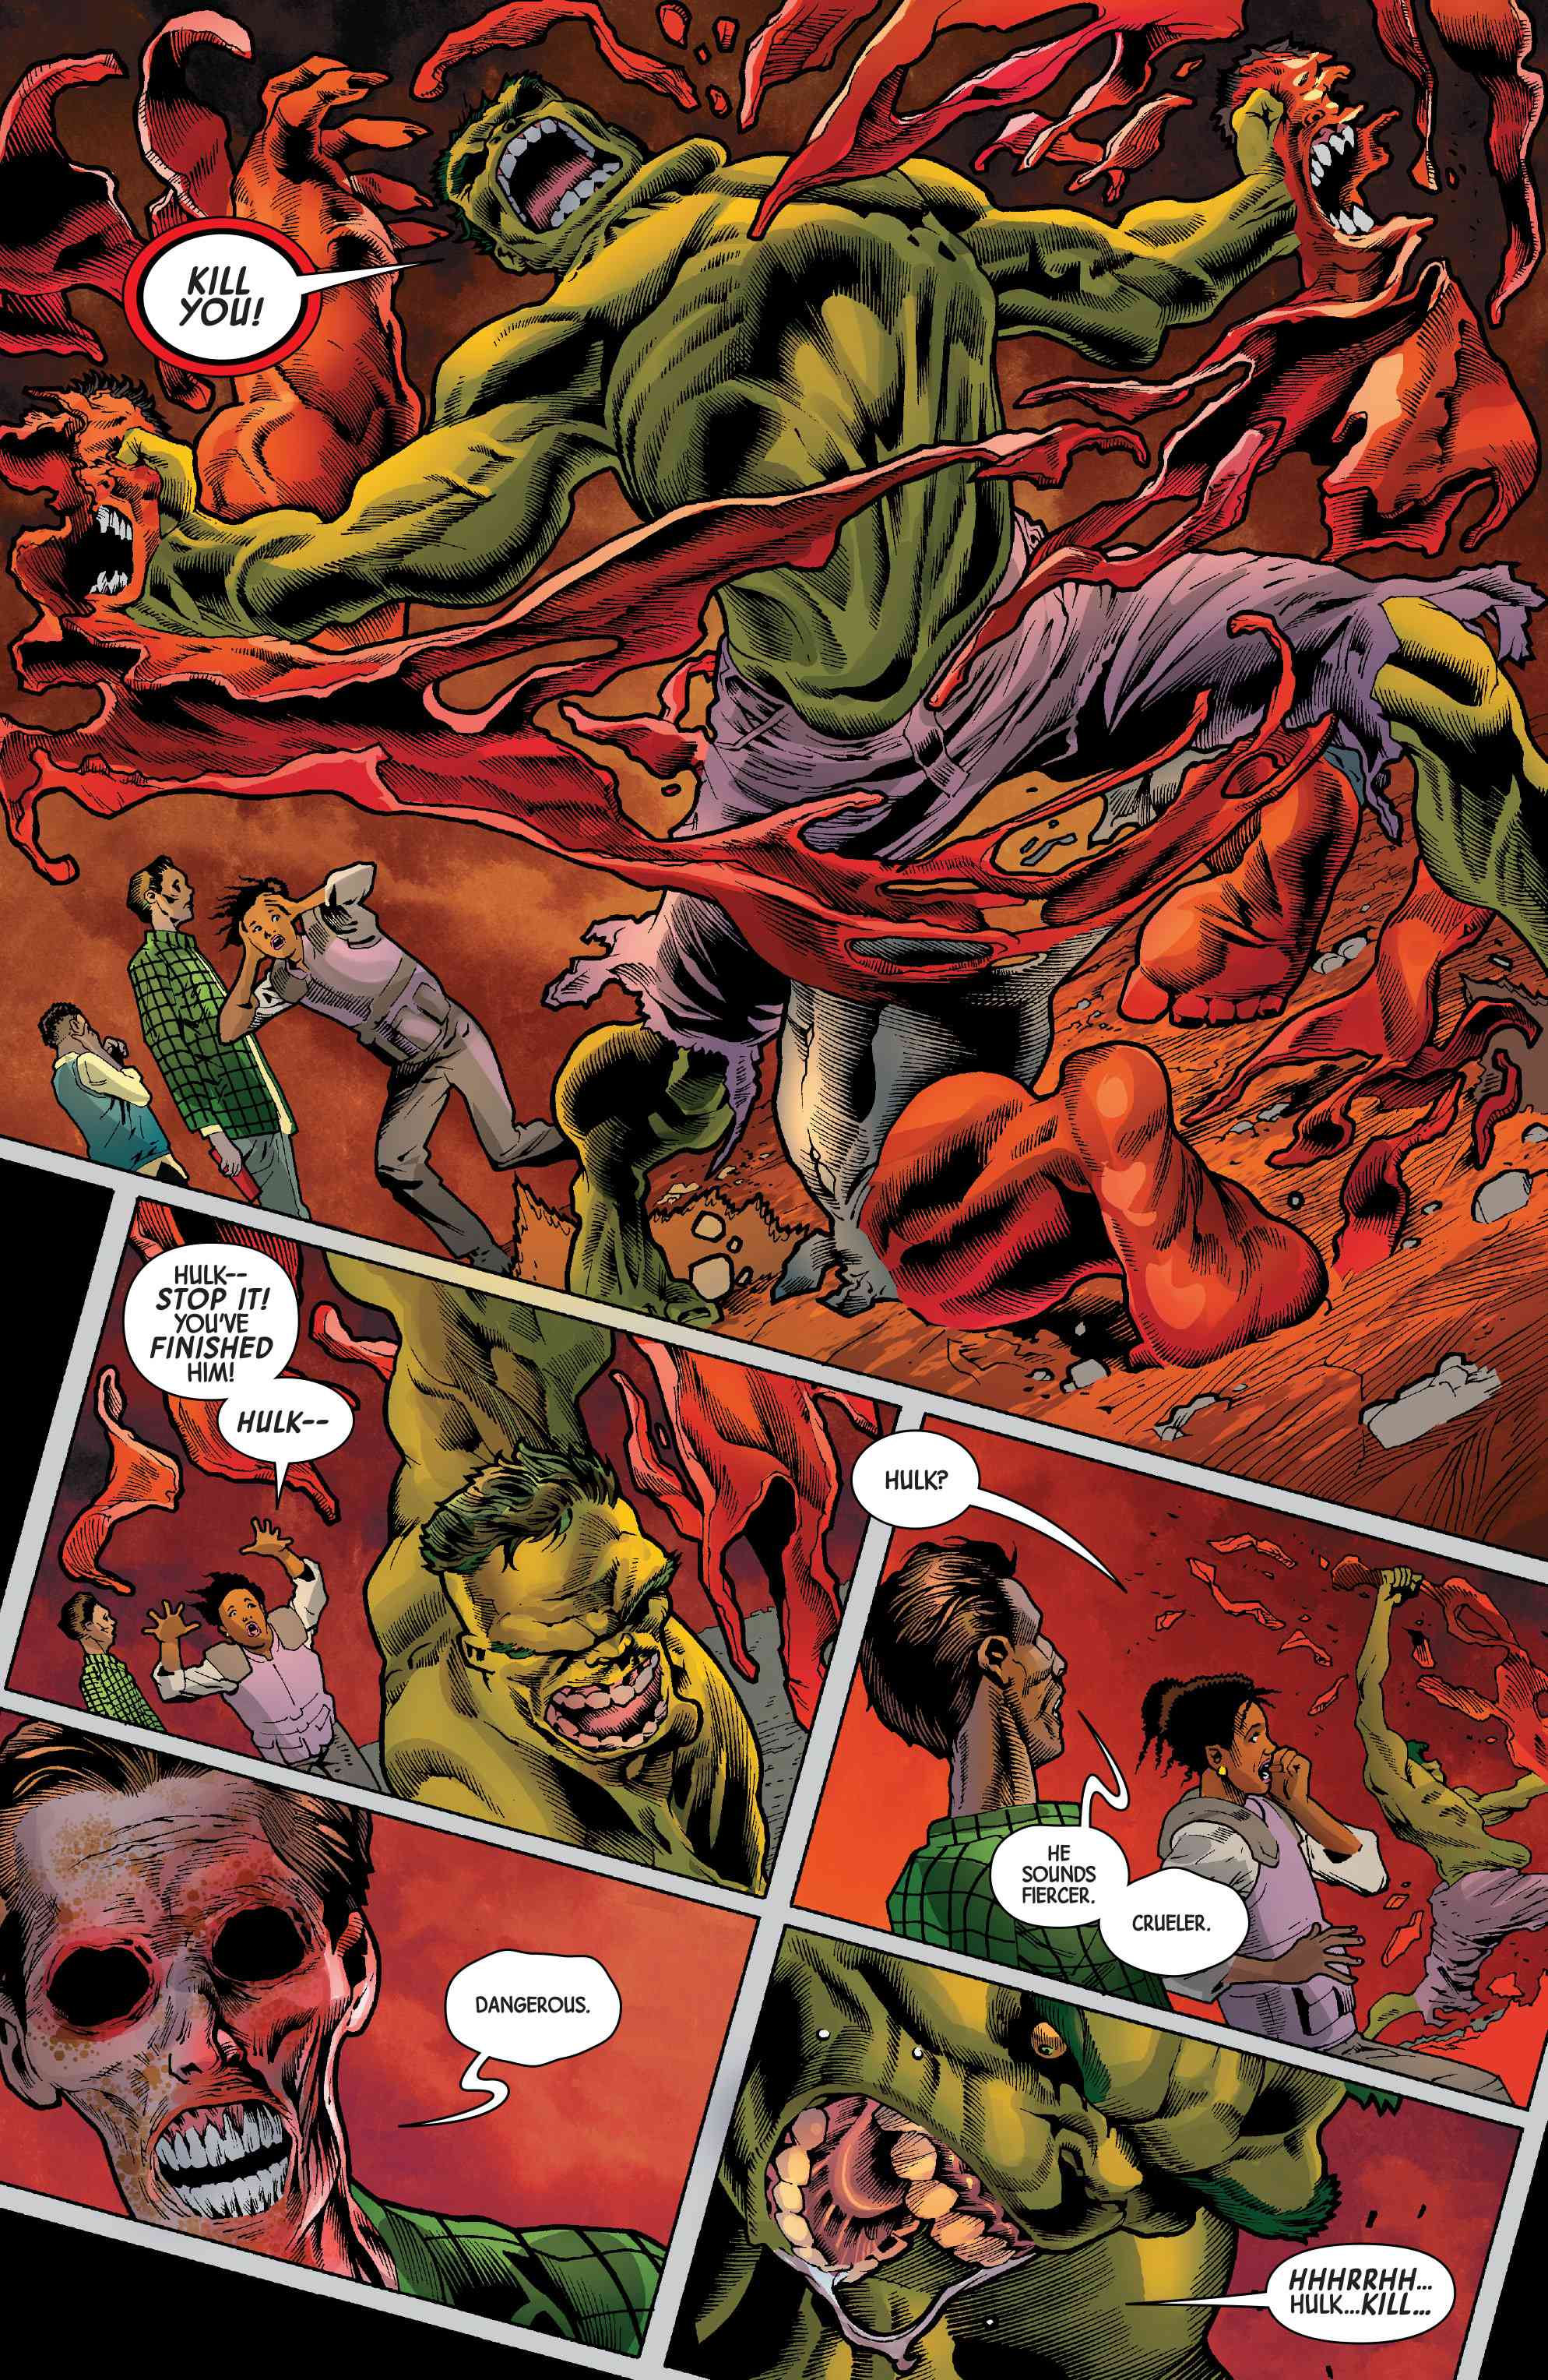 KILL
YOU!
HULK--
STOP IT!
YOU'VE
FINISHED
HIM!
HULK--
HULK?
HE
SOUNDS
FIERCER.
CRUELER.
DANGEROUS.
HHHRRHH...
HULK...KILL...